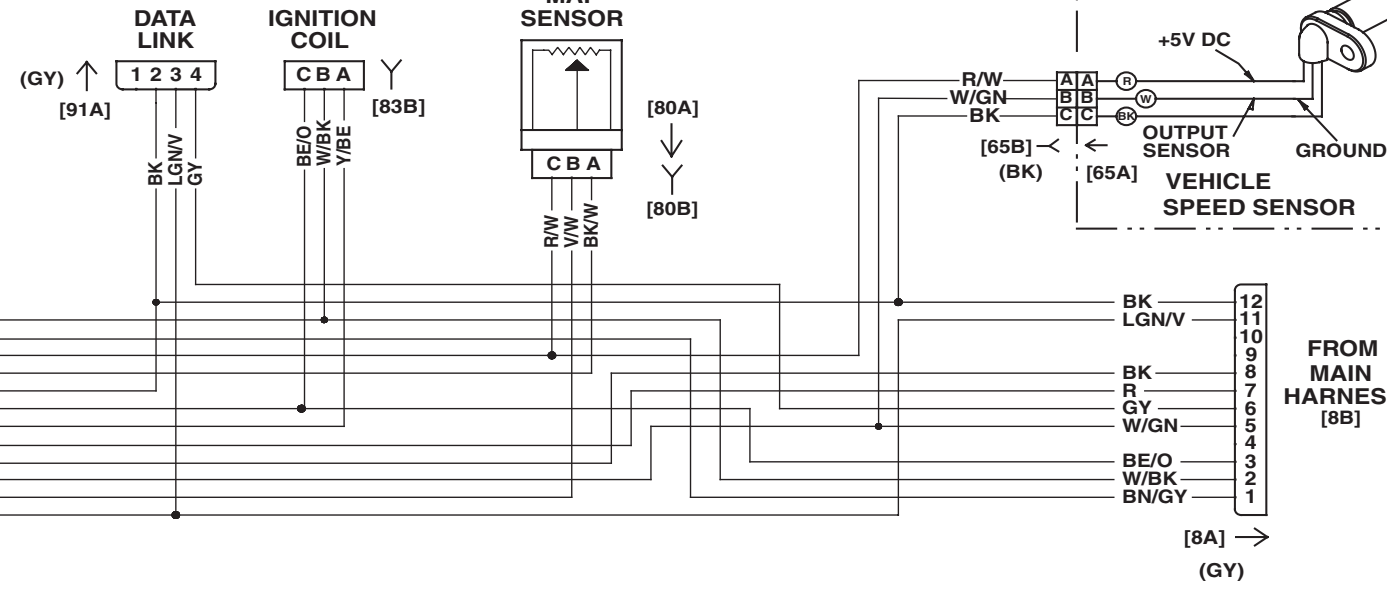 DATA
LINK
(GY)
1 2 3 4
[91A]
BK
LGN/V
GY
IGNITION
COIL
C B A
[83B]
BE/O
W/BK
Y/BE
SENSOR
C B A
[80A]
[80B]
R/W
V/W
BK/W
R/W
W/GN
BK
A A
B B
C C
R
W
BK
+5V DC
OUTPUT
SENSOR
GROUND
[65B]
(BK)
[65A]
VEHICLE
SPEED SENSOR
BK 12
LGN/V 11
10
9
BK 8
R 7
GY 6
W/GN 5
4
BE/O 3
W/BK 2
BN/GY 1
FROM
MAIN
HARNES
[8B]
[8A]
(GY)